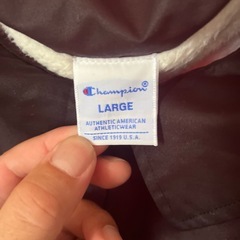 Champion®
LARGE
AUTHENTIC AMERICAN
ATHLETICWEAR
SINCE 1919 U.S.A.